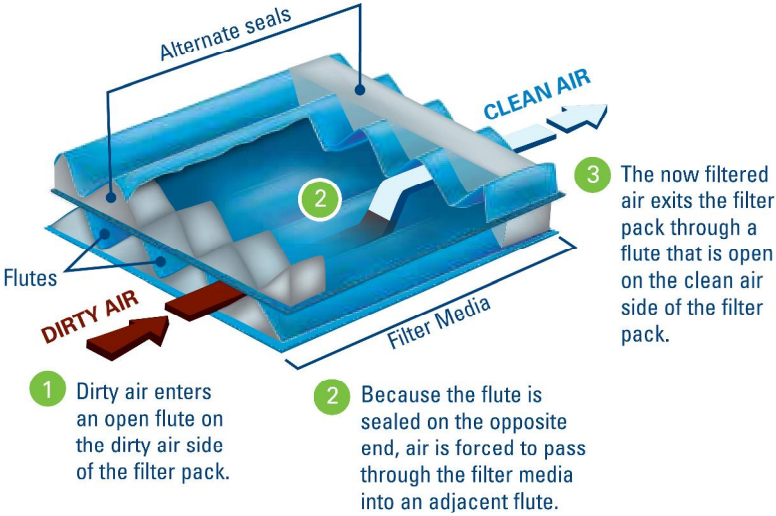 Alternate seals
CLEAN AIR
2
Flutes
DIRTY AIR
Filter Media
1 Dirty air enters
an open flute on
the dirty air side
of the filter pack.
2 Because the flute is
sealed on the opposite
end, air is forced to pass
through the filter media
into an adjacent flute.
3 The now filtered
air exits the filter
pack through a
flute that is open
on the clean air
side of the filter
pack.